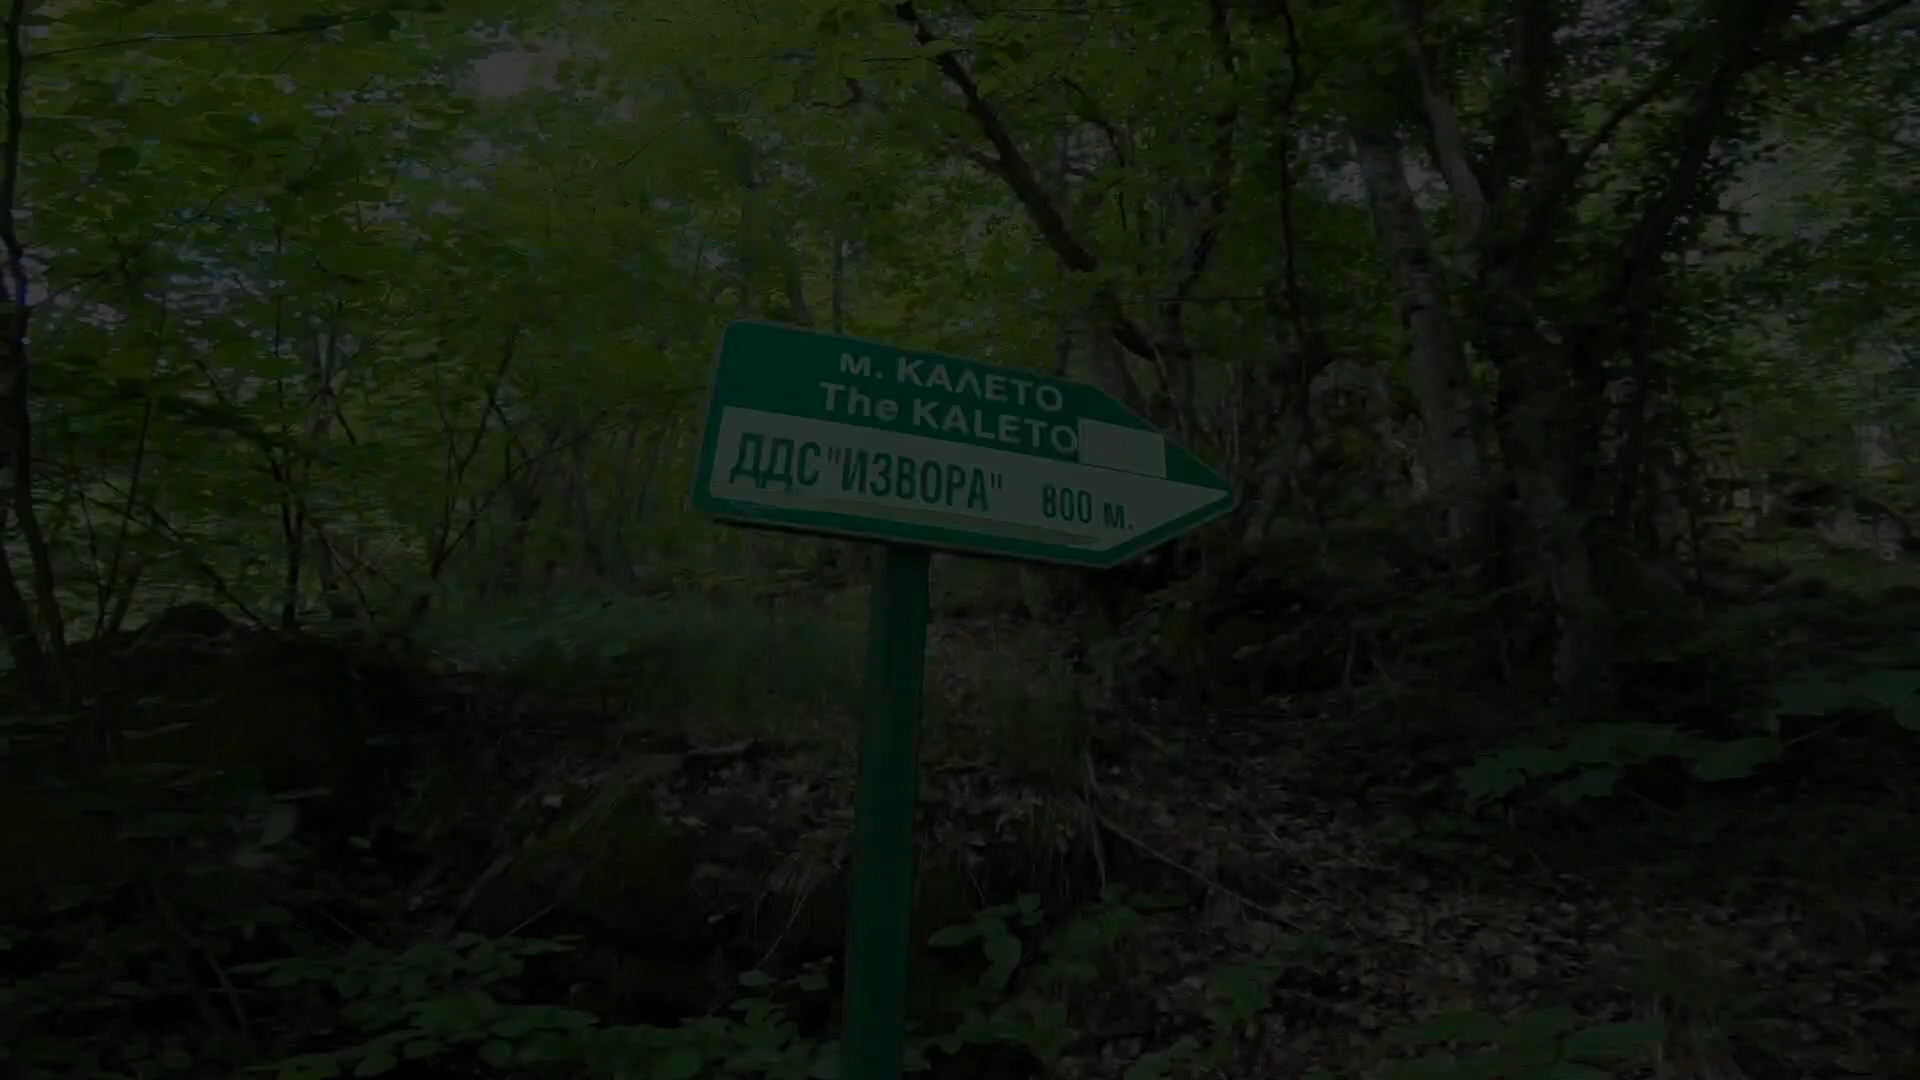 м. КАЛЕТО
The KALETO
ДДС "ИЗВОРА" 800 м.